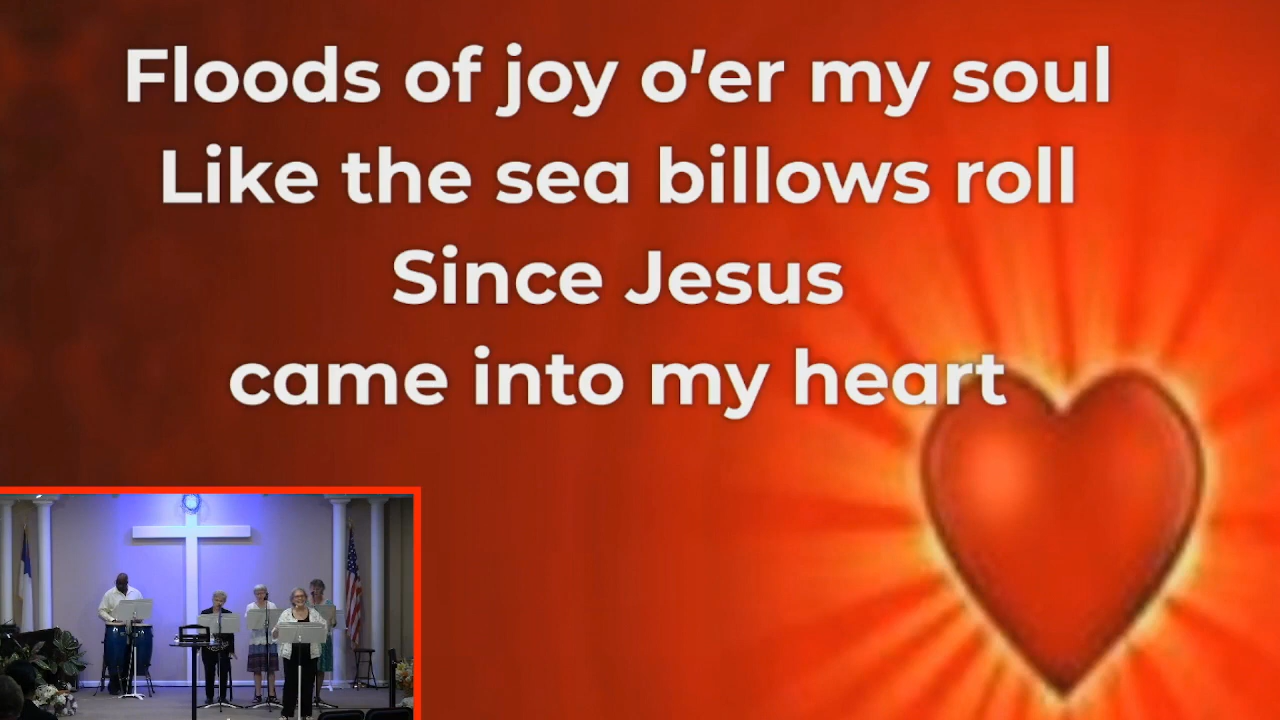 Floods of joy o’er my soul
Like the sea billows roll
Since Jesus
came into my heart